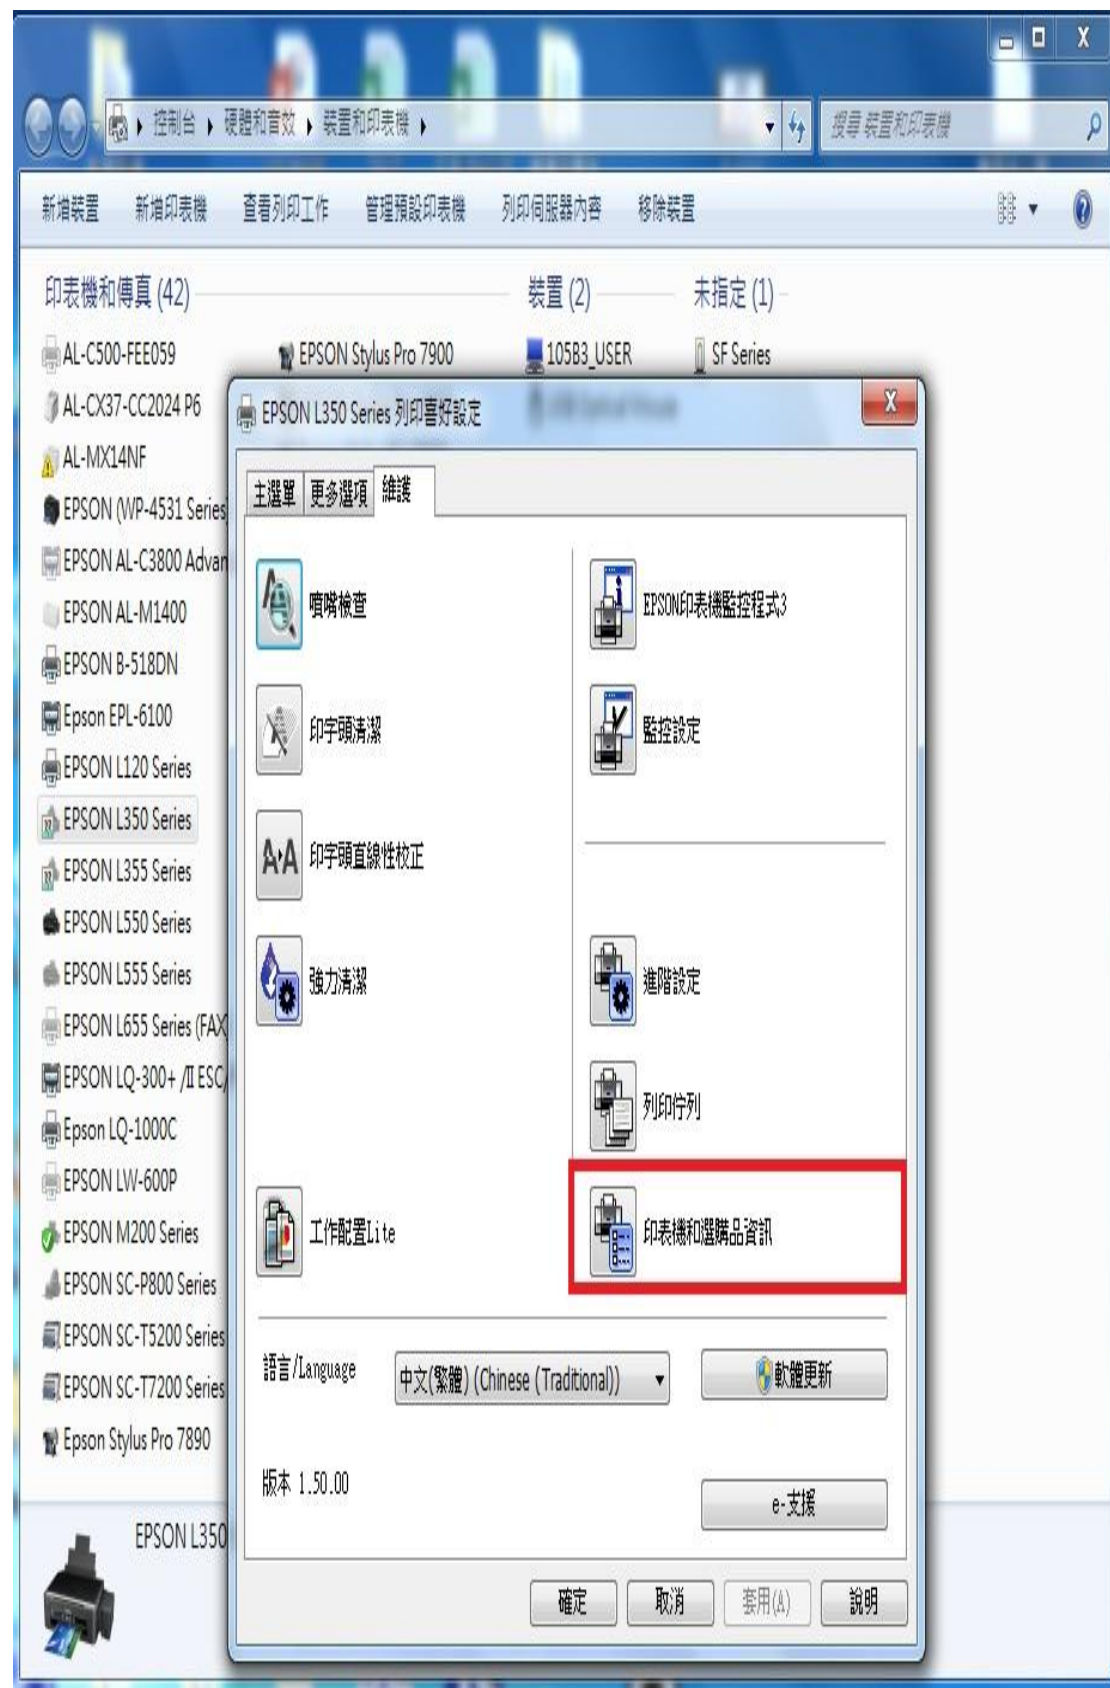 控制台 ▸ 硬體和音效 ▸ 裝置和印表機 ▸
搜尋 裝置和印表機
新增裝置 新增印表機 查看列印工作 管理預設印表機 列印伺服器內容 移除裝置
印表機和傳真 (42) 裝置 (2) 未指定 (1)
AL-C500-FEE059 EPSON Stylus Pro 7900 105B3_USER SF Series
AL-CX37-CC2024 P6
AL-MX14NF
EPSON (WP-4531 Series)
EPSON AL-C3800 Advan
EPSON AL-M1400
EPSON B-518DN
Epson EPL-6100
EPSON L120 Series
EPSON L350 Series
EPSON L355 Series
EPSON L550 Series
EPSON L555 Series
EPSON L655 Series (FAX)
EPSON LQ-300+ /II ESC/
Epson LQ-1000C
EPSON LW-600P
EPSON M200 Series
EPSON SC-P800 Series
EPSON SC-T5200 Series
EPSON SC-T7200 Series
Epson Stylus Pro 7890
EPSON L350
EPSON L350 Series 列印喜好設定
主選單 更多選項 維護
噴嘴檢查
印字頭清潔
印字頭直線性校正
強力清潔
工作配置Lite
EPSON印表機監控程式3
監控設定
進階設定
列印佇列
印表機和選購品資訊
語言/Language 中文(繁體) (Chinese (Traditional)) 軟體更新
版本 1.50.00
e-支援
確定 取消 套用(A) 說明